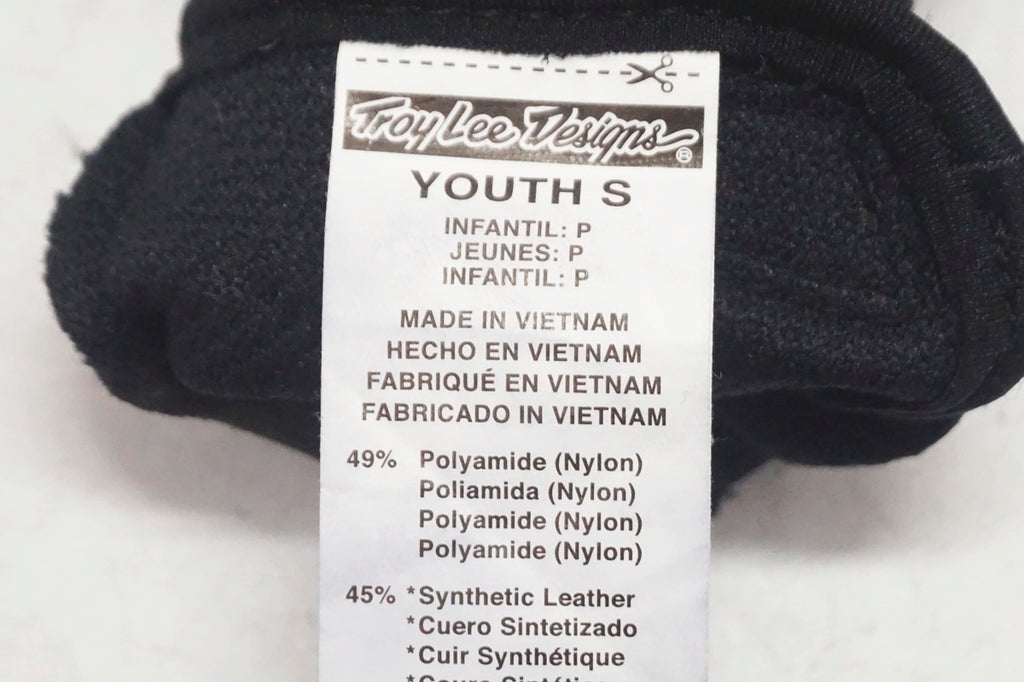 Troy Lee Designs ®
YOUTH S
INFANTIL: P
JEUNES: P
INFANTIL: P
MADE IN VIETNAM
HECHO EN VIETNAM
FABRIQUÉ EN VIETNAM
FABRICADO IN VIETNAM
49% Polyamide (Nylon)
Poliamida (Nylon)
Polyamide (Nylon)
Polyamide (Nylon)
45% *Synthetic Leather
*Cuero Sintetizado
*Cuir Synthétique